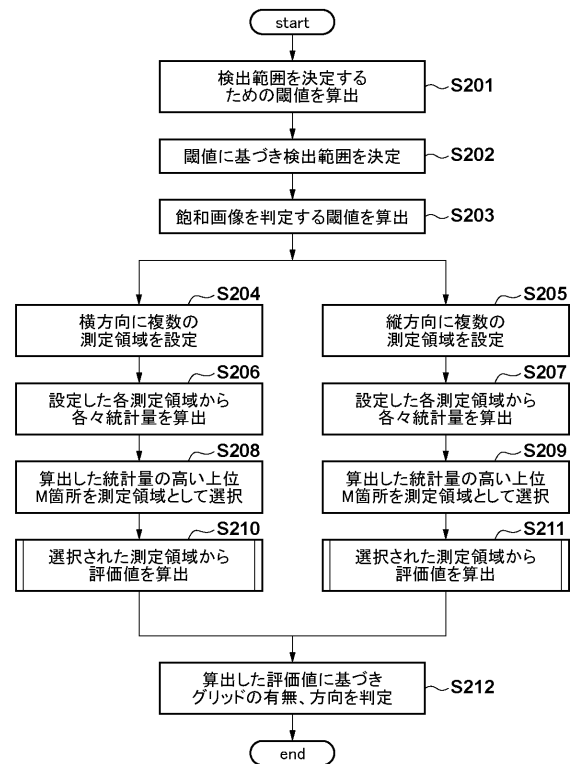 start
検出範囲を決定する
ための閾値を算出
S201
閾値に基づき検出範囲を決定
S202
飽和画像を判定する閾値を算出
S203
S204
横方向に複数の
測定領域を設定
S205
縦方向に複数の
測定領域を設定
S206
設定した各測定領域から
各々統計量を算出
S207
設定した各測定領域から
各々統計量を算出
S208
算出した統計量の高い上位
M箇所を測定領域として選択
S209
算出した統計量の高い上位
M箇所を測定領域として選択
S210
選択された測定領域から
評価値を算出
S211
選択された測定領域から
評価値を算出
算出した評価値に基づき
グリッドの有無、方向を判定
S212
end